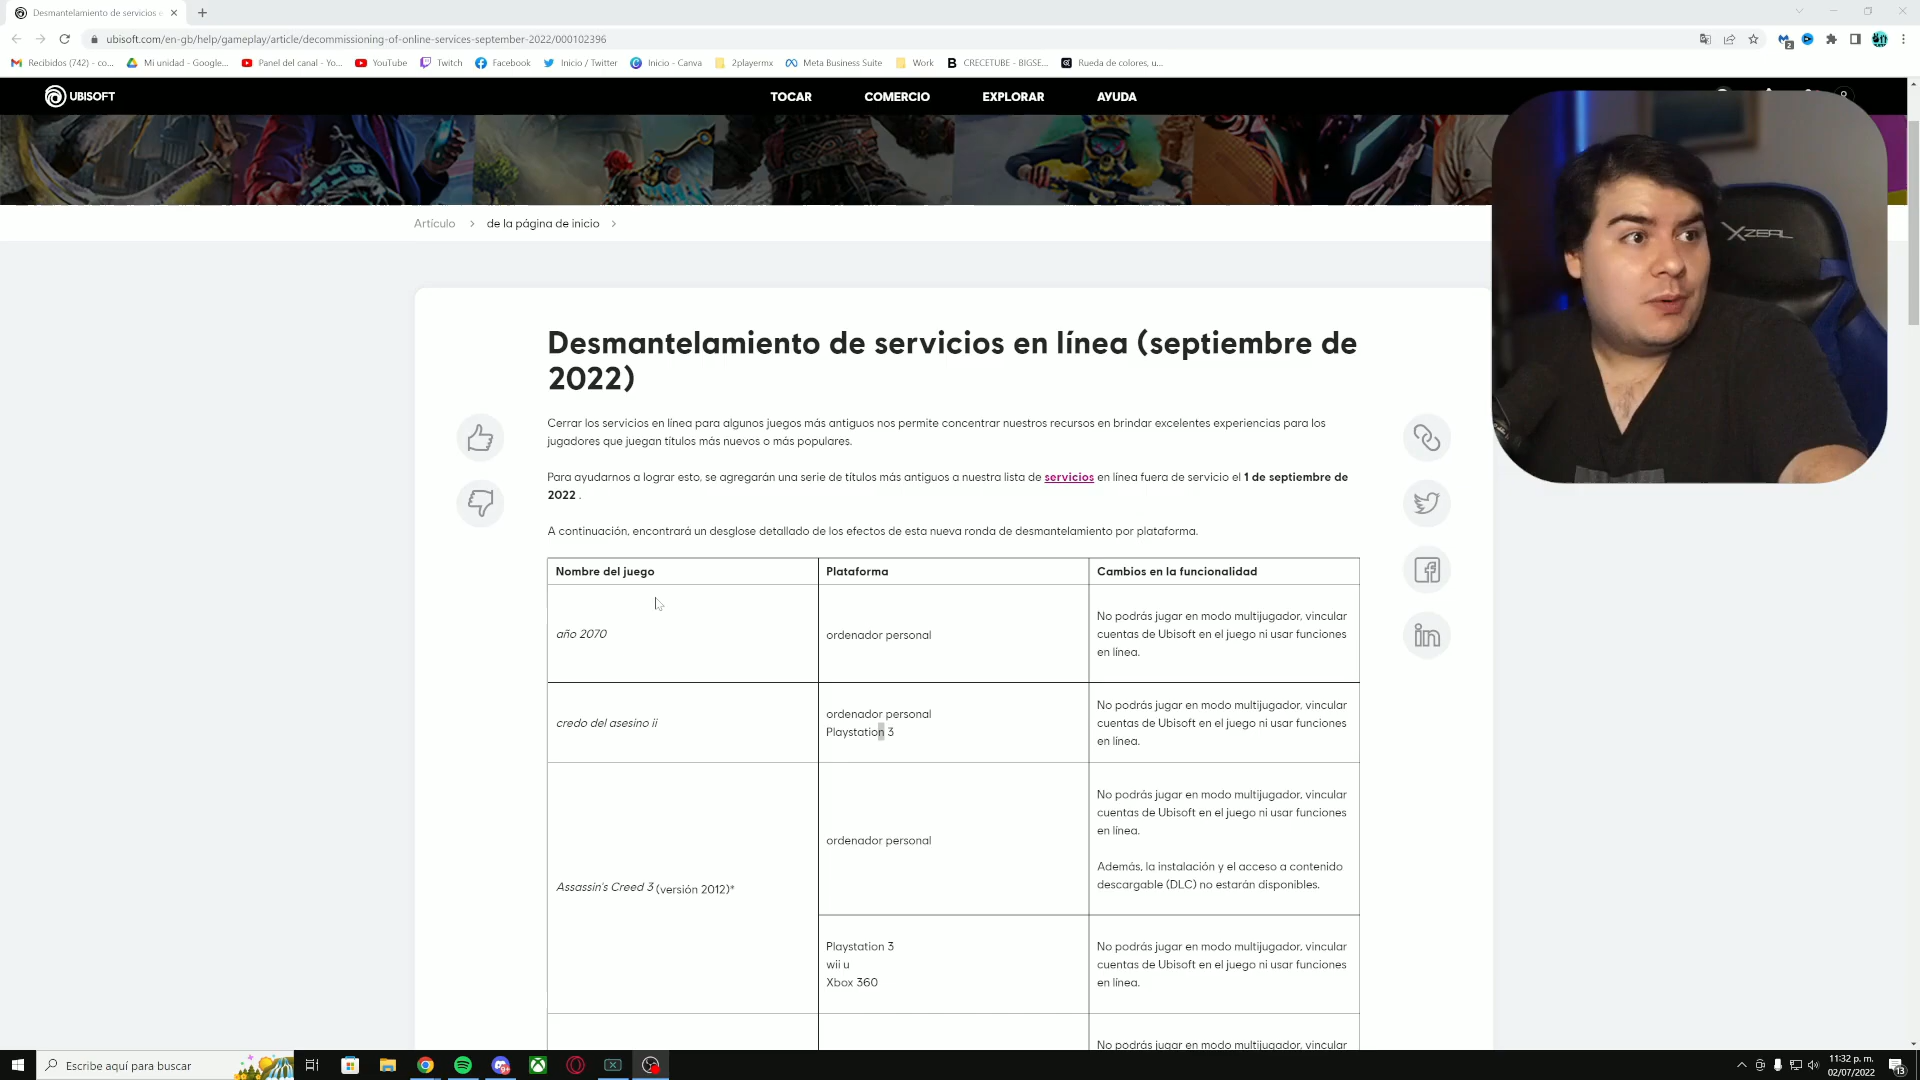 Desmantelamiento de servicios e
ubisoft.com/en-gb/help/gameplay/article/decommissioning-of-online-services-september-2022/000102396
2
Recibidos (742) - co...
Mi unidad - Google...
Panel del canal - Yo...
YouTube
Twitch
Facebook
Inicio / Twitter
Inicio - Canva
2playermx
Meta Business Suite
Work
CRECETUBE - BIGSE...
Rueda de colores, u...
UBISOFT
TOCAR
COMERCIO
EXPLORAR
AYUDA
XZEAL
Artículo
de la página de inicio
Desmantelamiento de servicios en línea (septiembre de
2022)
Cerrar los servicios en línea para algunos juegos más antiguos nos permite concentrar nuestros recursos en brindar excelentes experiencias para los
jugadores que juegan títulos más nuevos o más populares.
Para ayudarnos a lograr esto, se agregarán una serie de títulos más antiguos a nuestra lista de servicios en línea fuera de servicio el 1 de septiembre de
2022 .
A continuación, encontrará un desglose detallado de los efectos de esta nueva ronda de desmantelamiento por plataforma.
Nombre del juego
Plataforma
Cambios en la funcionalidad
año 2070
ordenador personal
No podrás jugar en modo multijugador, vincular
cuentas de Ubisoft en el juego ni usar funciones
en línea.
credo del asesino ii
ordenador personal
Playstation 3
No podrás jugar en modo multijugador, vincular
cuentas de Ubisoft en el juego ni usar funciones
en línea.
Assassin's Creed 3 (versión 2012)*
ordenador personal
No podrás jugar en modo multijugador, vincular
cuentas de Ubisoft en el juego ni usar funciones
en línea.
Además, la instalación y el acceso a contenido
descargable (DLC) no estarán disponibles.
Playstation 3
wii u
Xbox 360
No podrás jugar en modo multijugador, vincular
cuentas de Ubisoft en el juego ni usar funciones
en línea.
No podrás jugar en modo multijugador, vincular
Escribe aquí para buscar
11:32 p. m.
02/07/2022
13